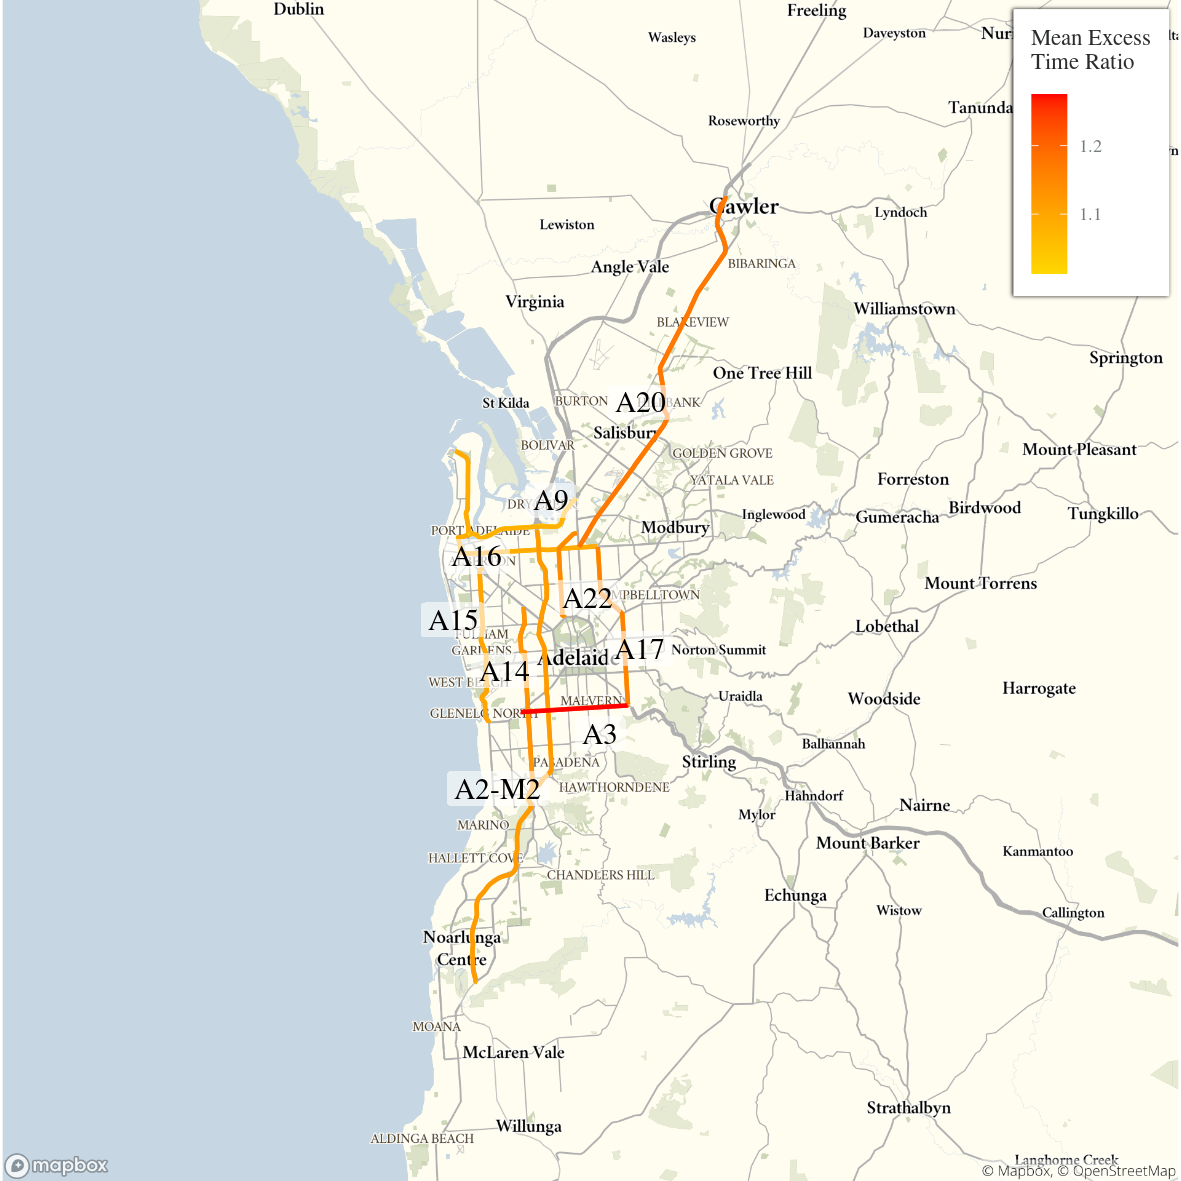 Dublin
Freeling
Wasleys
Daveyston
Nuri
Mean Excess
Time Ratio
1.2
1.1
Tanunda
Roseworthy
Gawler
Lyndoch
Lewiston
Angle Vale
BIBARINGA
Virginia
Williamstown
BLAKEVIEW
Springton
One Tree Hill
St Kilda
BURTON
A20
BANK
Salisbury
BOLIVAR
GOLDEN GROVE
Mount Pleasant
YATALA VALE
Forreston
A9
DRY
Birdwood
Inglewood
Gumeracha
Tungkillo
PORT ADELAIDE
Modbury
A16
ON
Mount Torrens
A22
MPBELLTOWN
A15
Lobethal
FULHAM
GARDENS
A17
Norton Summit
Adelaide
A14
WEST BEACH
Harrogate
Uraidla
Woodside
MALVERN
GLENELG NORTH
A3
Balhannah
PASADENA
Stirling
A2-M2
HAWTHORNDENE
Hahndorf
Nairne
Mylor
MARINO
Mount Barker
Kanmantoo
HALLETT COVE
CHANDLERS HILL
Echunga
Wistow
Callington
Noarlunga
Centre
MOANA
McLaren Vale
Strathalbyn
Willunga
ALDINGA BEACH
Langhorne Creek
mapbox
© Mapbox, © OpenStreetMap